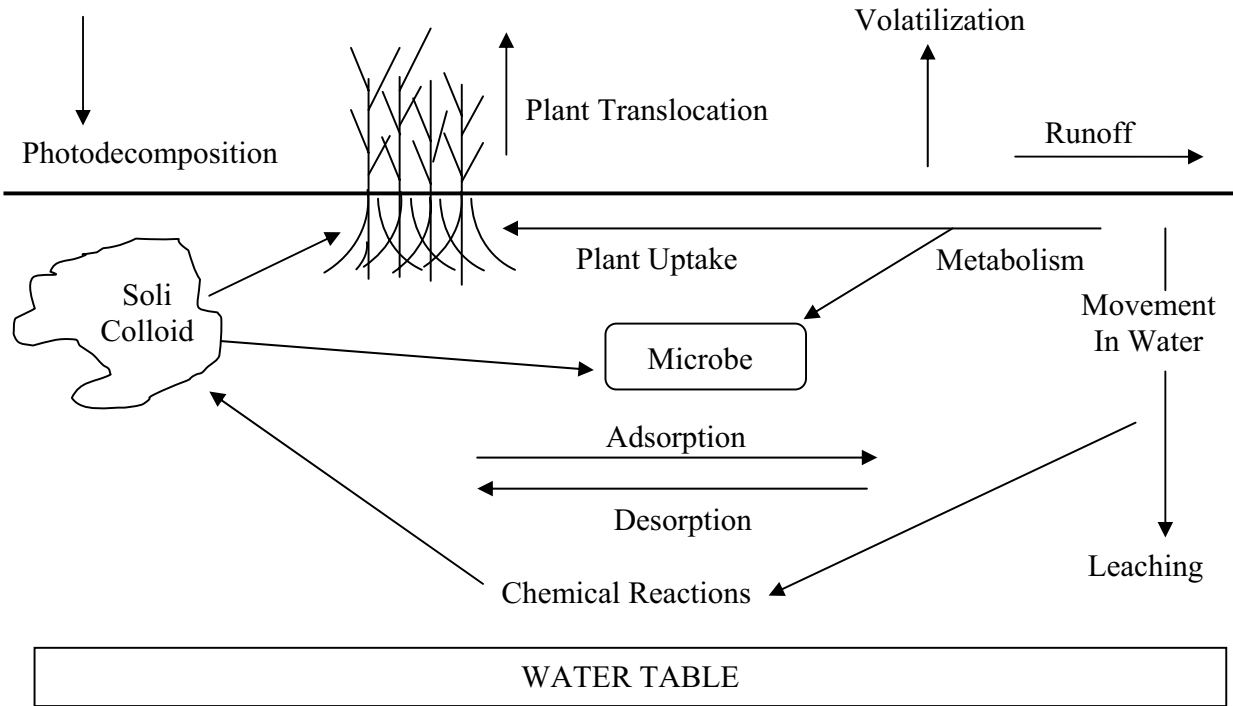 Volatilization
Plant Translocation
Runoff
Photodecomposition
Plant Uptake
Metabolism
Soli
Colloid
Movement
In Water
Microbe
Adsorption
Desorption
Leaching
Chemical Reactions
WATER TABLE